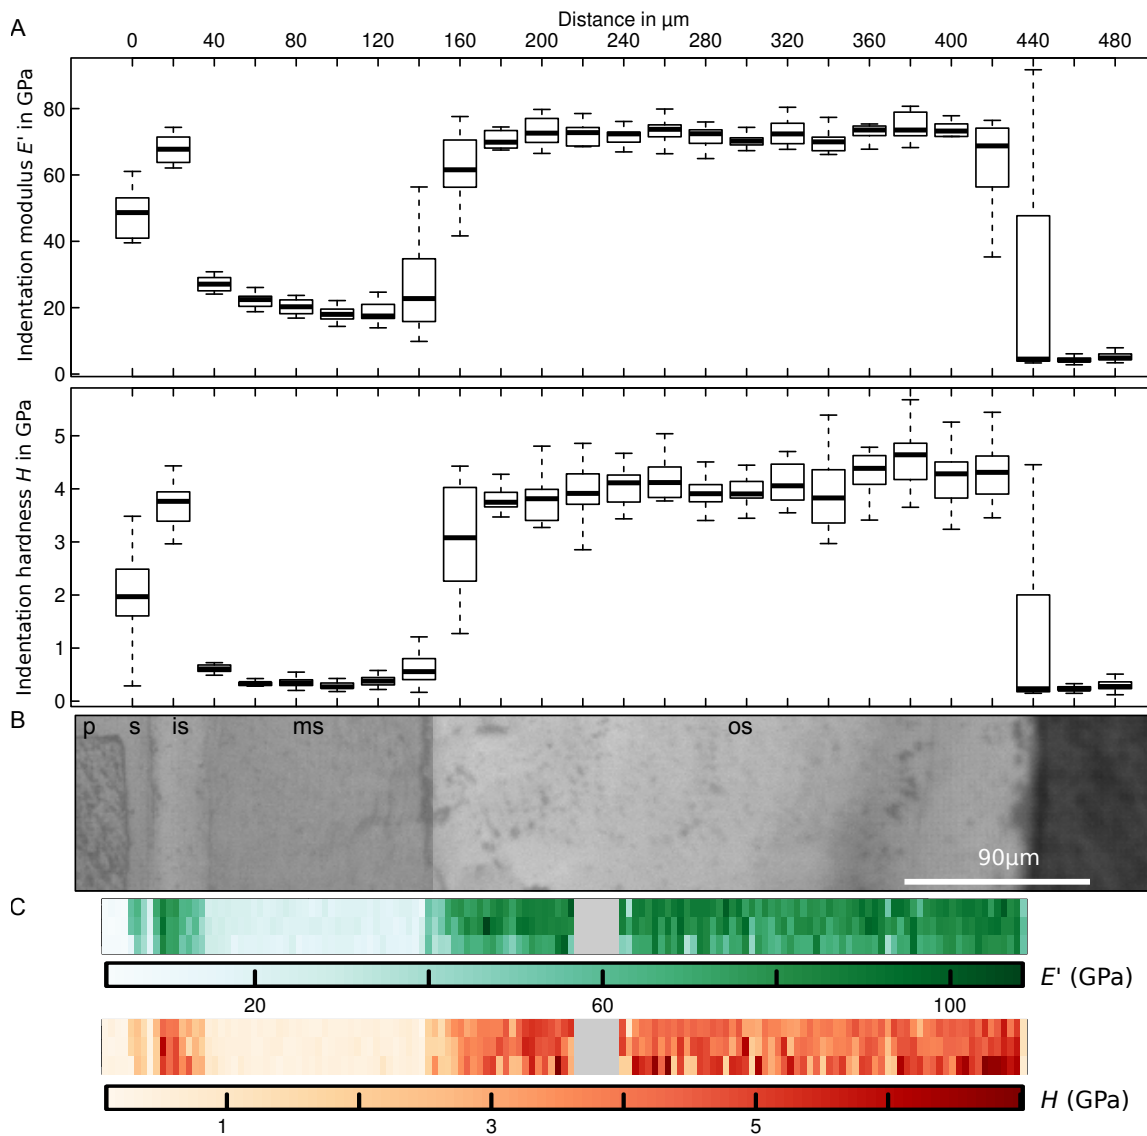 A
Distance in μm
0 40 80 120 160 200 240 280 320 360 400 440 480
Indentation modulus E' in GPa
80
60
40
20
0
Indentation hardness H in GPa
5
4
3
2
1
0
B
p s is ms os
90μm
C
E' (GPa)
20 60 100
H (GPa)
1 3 5